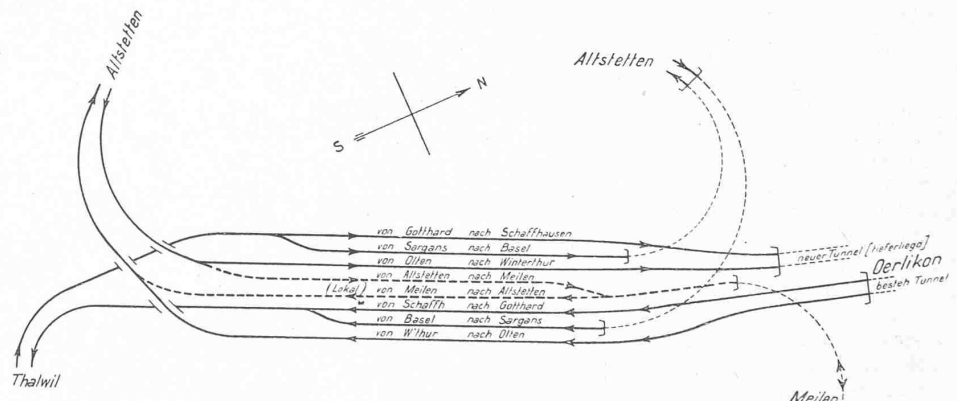 Altstetten
Altstetten
N
S
von Gotthard nach Schaffhausen
von Sargans nach Basel
von Olten nach Winterthur
neuer Tunnel [tieferliegd]
von Altstetten nach Meilen
Oerlikon
(Lokal) von Meilen nach Altstetten
besteh Tunnel
von Schaffh nach Gotthard
von Basel nach Sargans
von W'thur nach Olten
Thalwil
Meilen